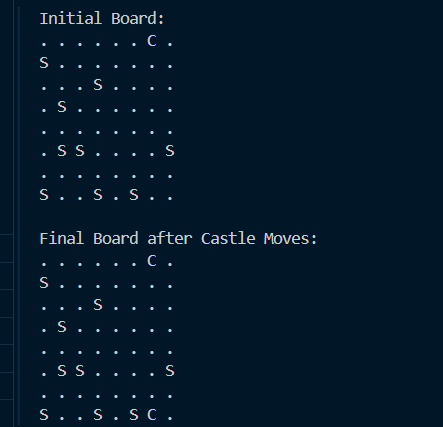 Initial Board:
. . . . . . C .
S . . . . . . .
. . . S . . . .
. S . . . . . .
. . . . . . . .
. S S . . . . S
. . . . . . . .
S . . S . S . .
Final Board after Castle Moves:
. . . . . . C .
S . . . . . . .
. . . S . . . .
. S . . . . . .
. . . . . . . .
. S S . . . . S
. . . . . . . .
S . . S . S C .